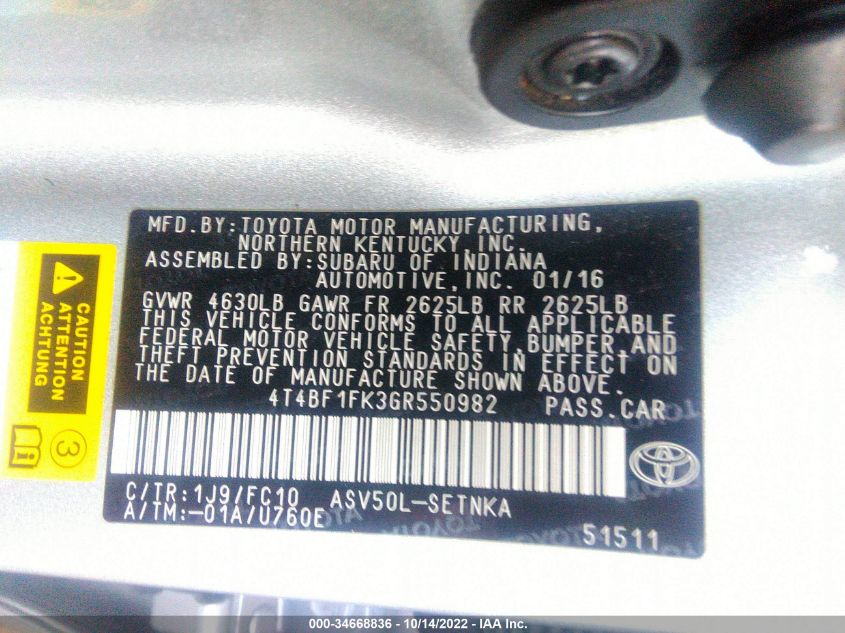 MFD.BY:TOYOTA MOTOR MANUFACTURING,
NORTHERN KENTUCKY, INC.
ASSEMBLED BY:SUBARU OF INDIANA
AUTOMOTIVE,INC. 01/16
GVWR 4630LB GAWR FR 2625LB RR 2625LB
THIS VEHICLE CONFORMS TO ALL APPLICABLE
FEDERAL MOTOR VEHICLE SAFETY,BUMPER,AND
THEFT PREVENTION STANDARDS IN EFFECT ON
THE DATE OF MANUFACTURE SHOWN ABOVE.
4T4BF1FK3GR550982 PASS.CAR
C/TR:1J9/FC10 ASV50L-SETNKA
A/TM:-01A/U760E
51511
CAUTION
ATTENTION
3
000-34668836 - 10/14/2022 - IAA Inc.